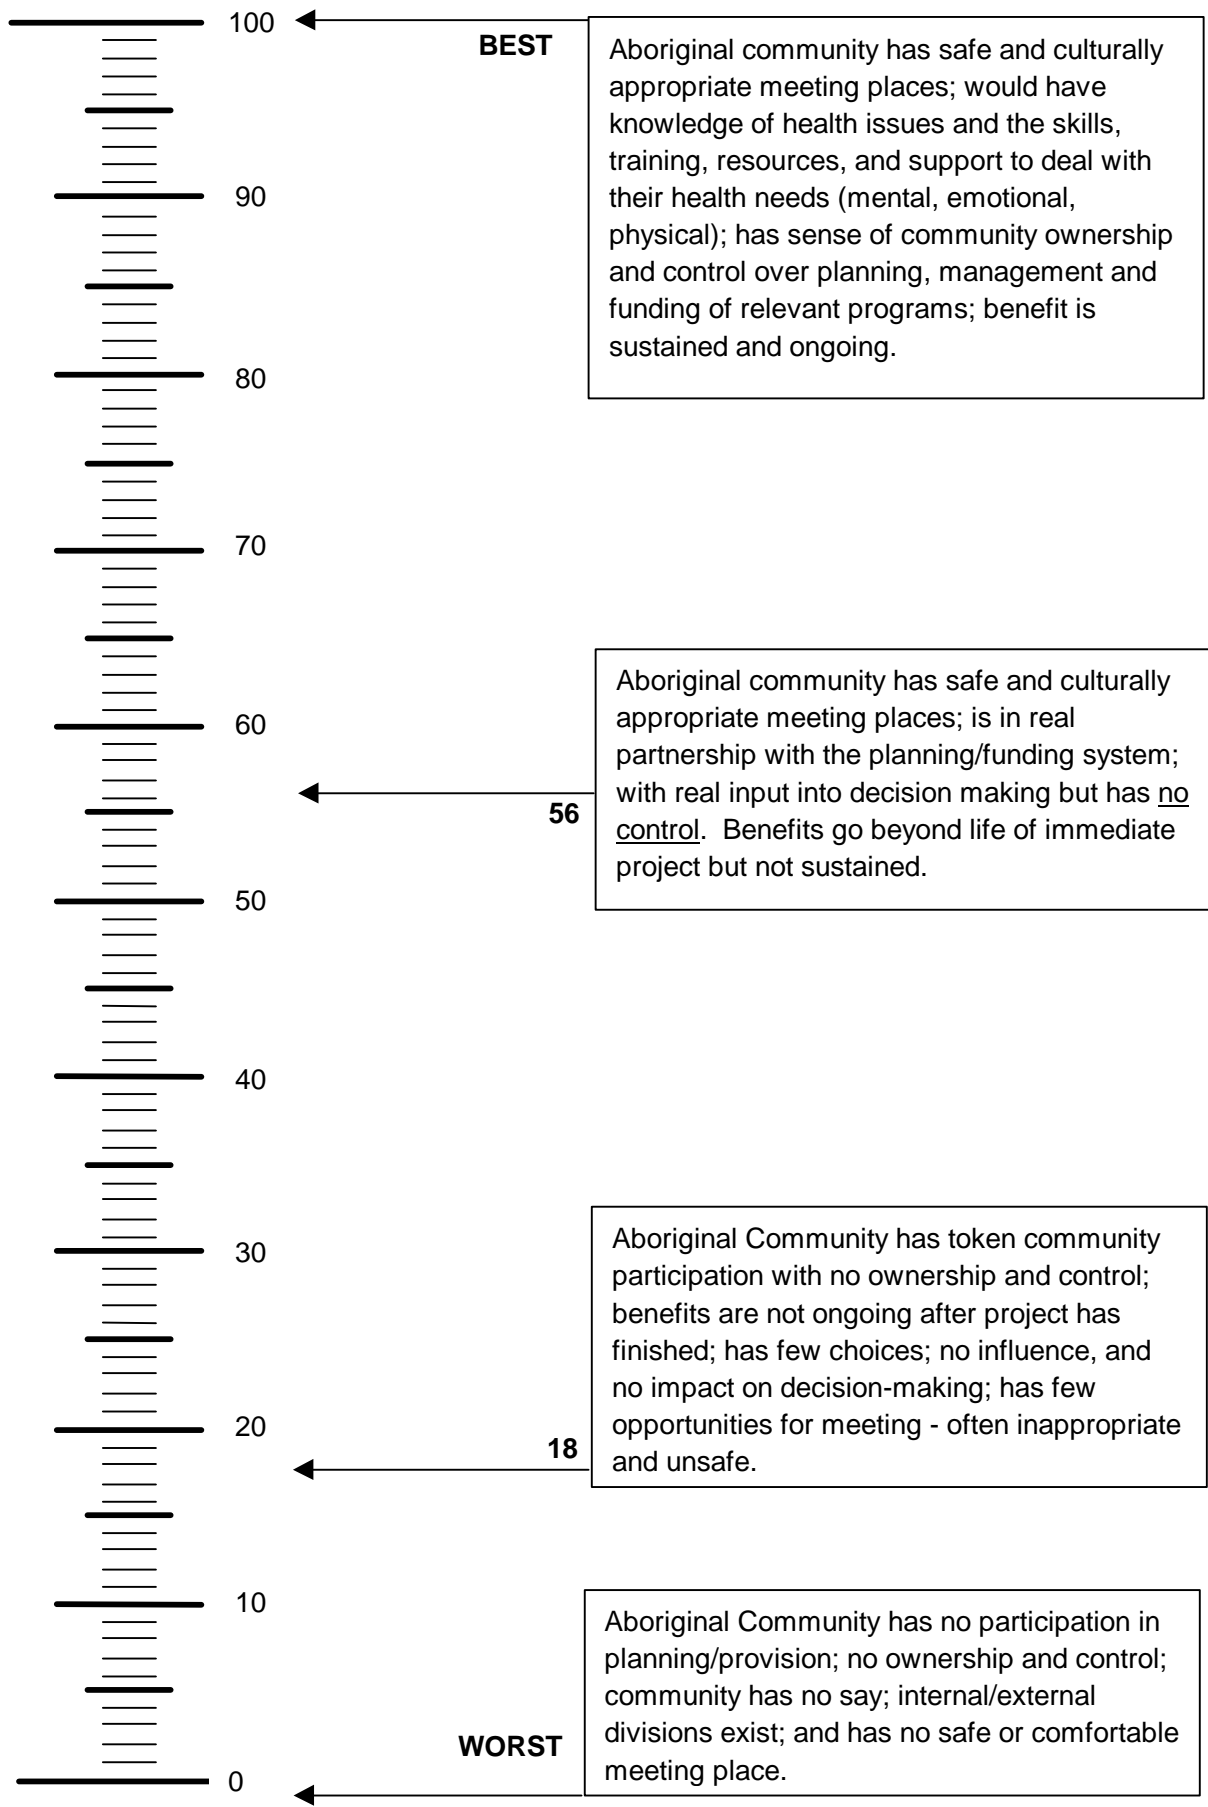 100
BEST
Aboriginal community has safe and culturally
appropriate meeting places; would have
knowledge of health issues and the skills,
training, resources, and support to deal with
their health needs (mental, emotional,
physical); has sense of community ownership
and control over planning, management and
funding of relevant programs; benefit is
sustained and ongoing.
90
80
70
60
Aboriginal community has safe and culturally
appropriate meeting places; is in real
partnership with the planning/funding system;
with real input into decision making but has no
control.  Benefits go beyond life of immediate
project but not sustained.
56
50
40
30
Aboriginal Community has token community
participation with no ownership and control;
benefits are not ongoing after project has
finished; has few choices; no influence, and
no impact on decision-making; has few
opportunities for meeting - often inappropriate
and unsafe.
20
18
10
Aboriginal Community has no participation in
planning/provision; no ownership and control;
community has no say; internal/external
divisions exist; and has no safe or comfortable
meeting place.
WORST
0